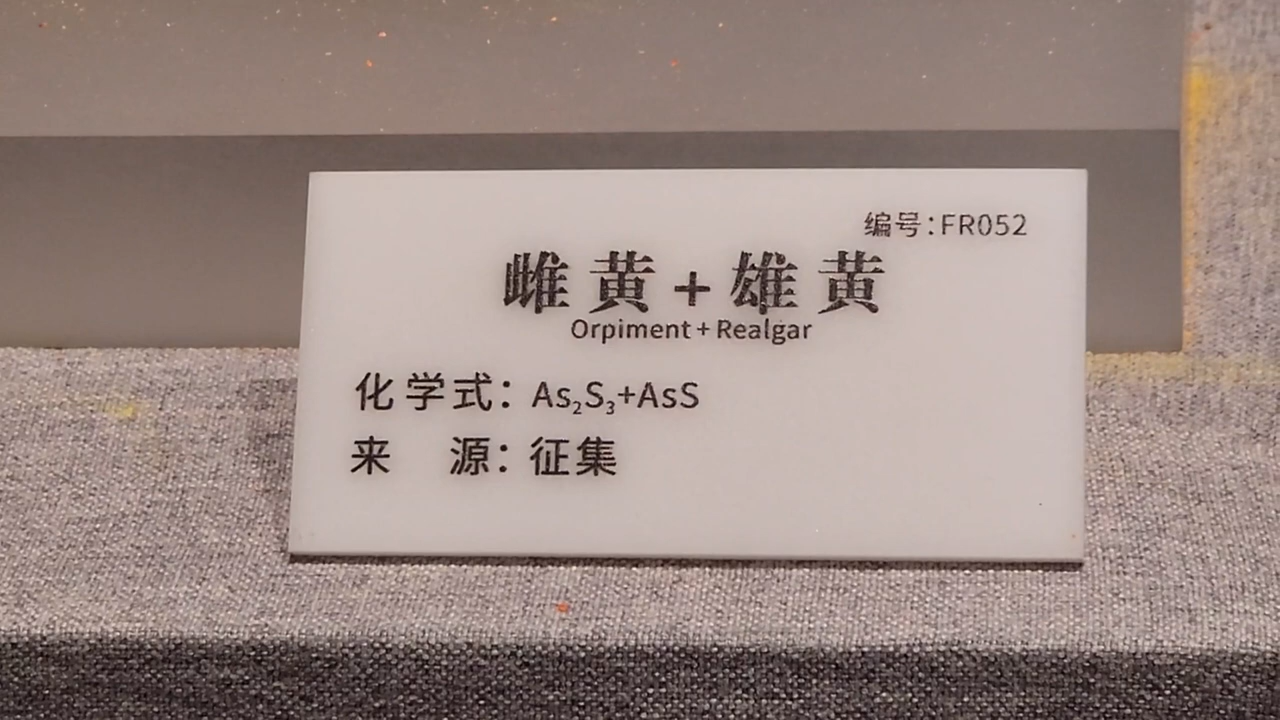 编号:FR052
雌黄+雄黄
Orpiment+Realgar
化学式：As₂S₃+AsS
来 源：征集